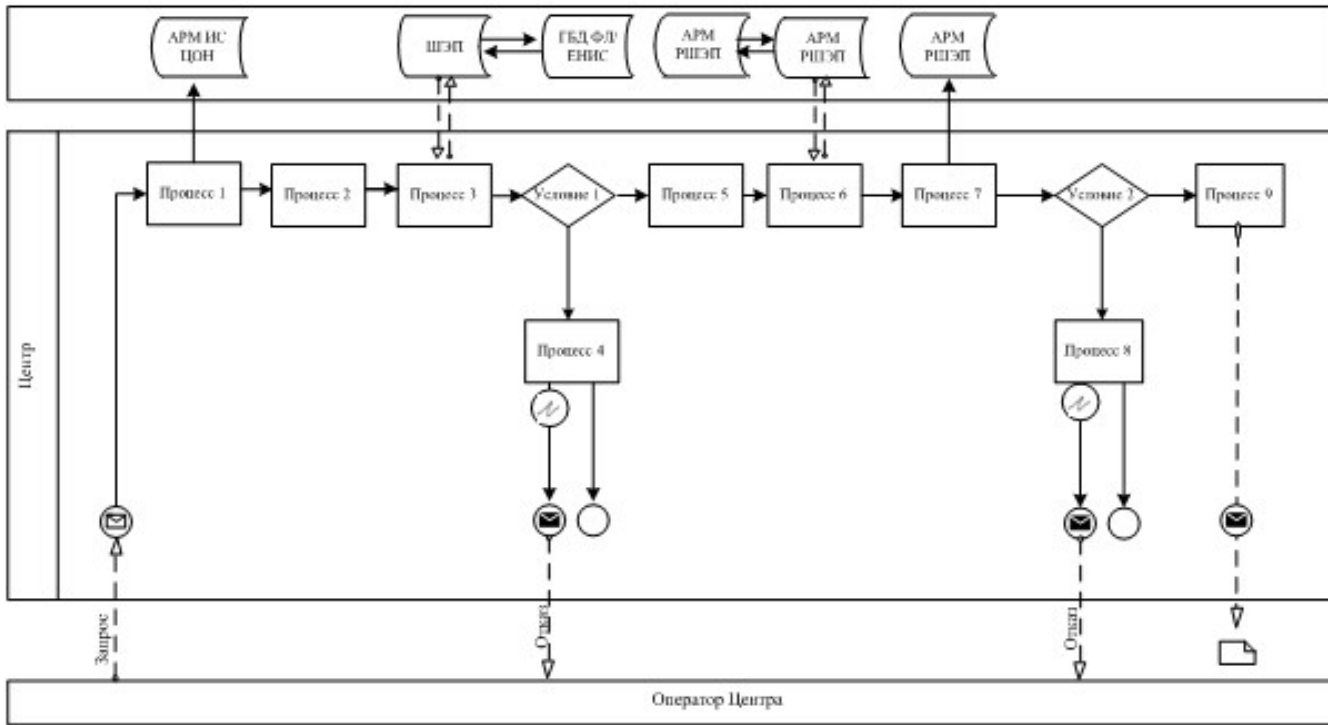 АРМ ИС
ЦОН
ШЭП
ГБД ФЛ/
ЕНИС
АРМ
РШЭП
АРМ
РШЭП
АРМ
РШЭП
Процесс 1
Процесс 2
Процесс 3
Условие 1
Процесс 5
Процесс 6
Процесс 7
Условие 2
Процесс 9
Процесс 4
Процесс 8
Центр
Запрос
Отказ
Отказ
Оператор Центра